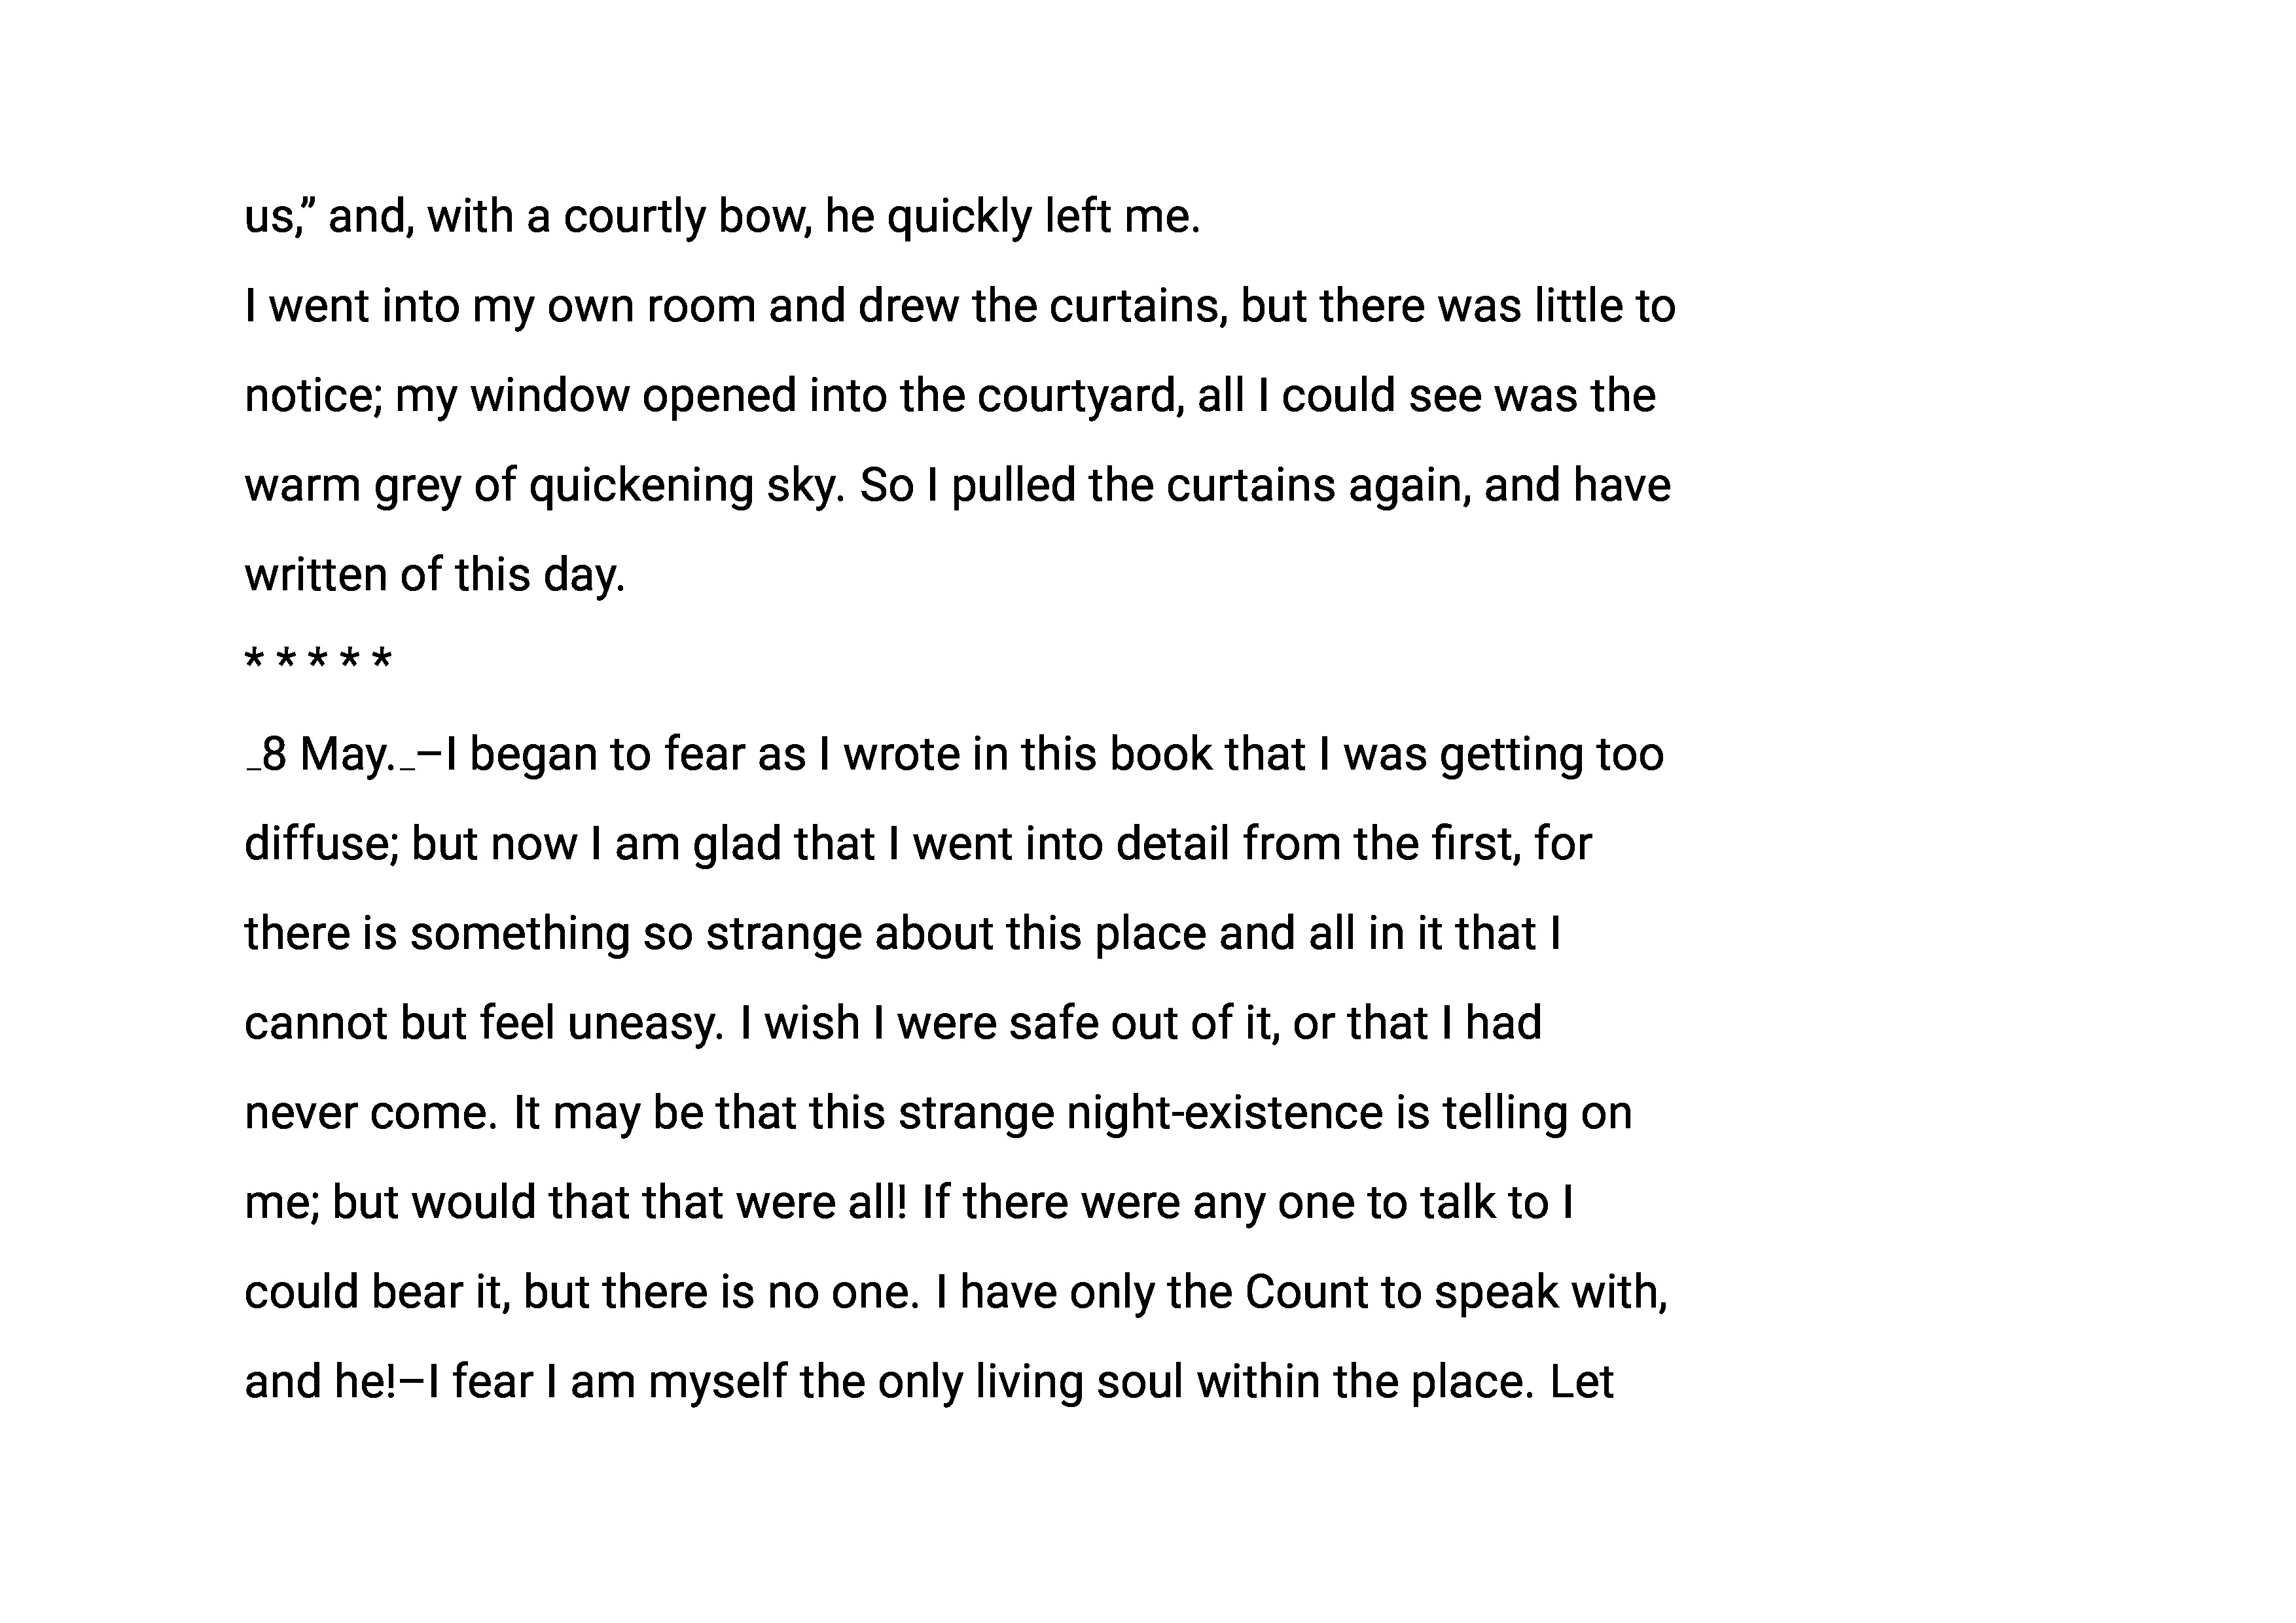 us,” and, with a courtly bow, he quickly left me.
I went into my own room and drew the curtains, but there was little to
notice; my window opened into the courtyard, all I could see was the
warm grey of quickening sky. So I pulled the curtains again, and have
written of this day.
* * * * *
_8 May._–I began to fear as I wrote in this book that I was getting too
diffuse; but now I am glad that I went into detail from the first, for
there is something so strange about this place and all in it that I
cannot but feel uneasy. I wish I were safe out of it, or that I had
never come. It may be that this strange night-existence is telling on
me; but would that that were all! If there were any one to talk to I
could bear it, but there is no one. I have only the Count to speak with,
and he!–I fear I am myself the only living soul within the place. Let